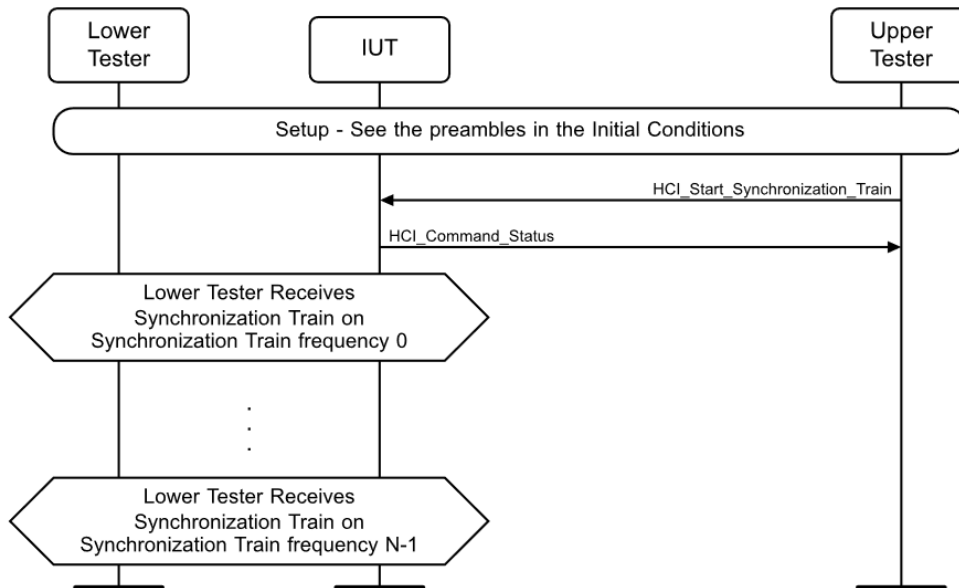 Lower
Tester
IUT
Upper
Tester
Setup - See the preambles in the Initial Conditions
HCI_Start_Synchronization_Train
HCI_Command_Status
Lower Tester Receives
Synchronization Train on
Synchronization Train frequency 0
.
.
.
Lower Tester Receives
Synchronization Train on
Synchronization Train frequency N-1